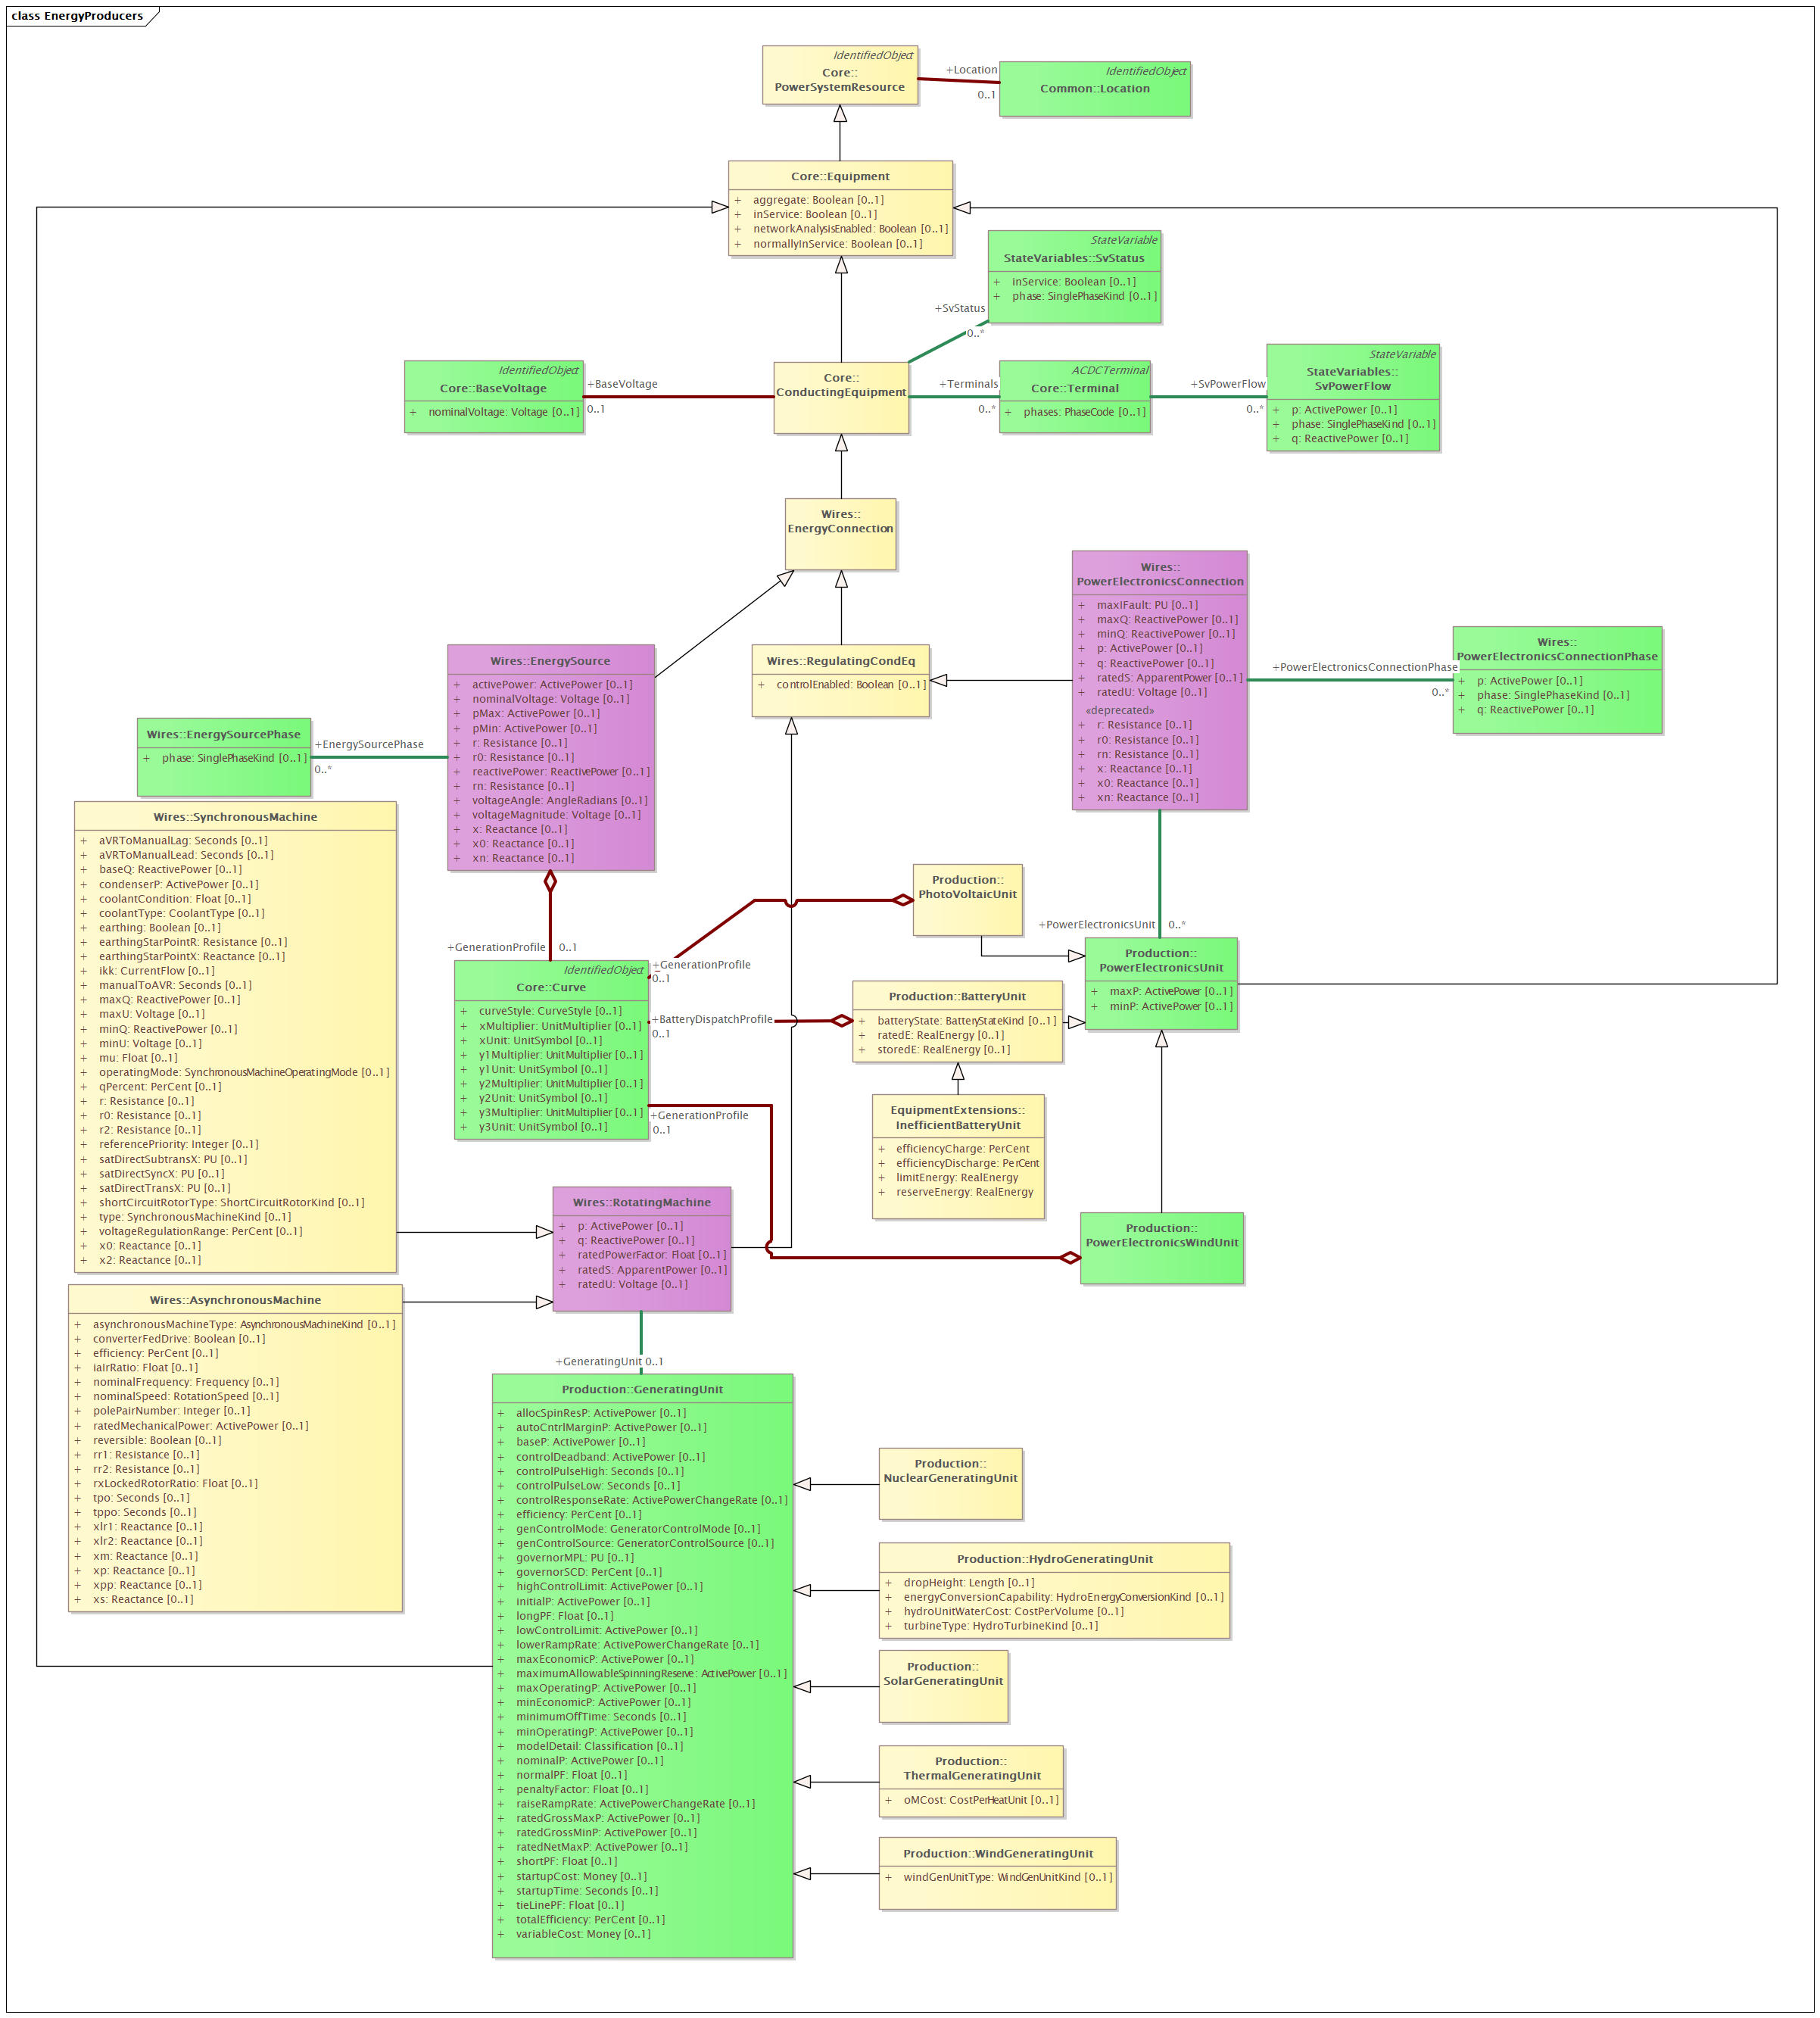 class EnergyProducers
IdentifiedObject
Core::
PowerSystemResource
+Location
0..1
IdentifiedObject
Common::Location
Core::Equipment
+ aggregate: Boolean [0..1]
+ inService: Boolean [0..1]
+ networkAnalysisEnabled: Boolean [0..1]
+ normallyInService: Boolean [0..1]
StateVariable
StateVariables::SvStatus
+ inService: Boolean [0..1]
+ phase: SinglePhaseKind [0..1]
+SvStatus
0..*
IdentifiedObject
Core::BaseVoltage
+ nominalVoltage: Voltage [0..1]
+BaseVoltage
0..1
Core::
ConductingEquipment
+Terminals
0..*
ACDCTerminal
Core::Terminal
+ phases: PhaseCode [0..1]
+SvPowerFlow
0..*
StateVariable
StateVariables::
SvPowerFlow
+ p: ActivePower [0..1]
+ phase: SinglePhaseKind [0..1]
+ q: ReactivePower [0..1]
Wires::
EnergyConnection
Wires::
PowerElectronicsConnection
+ maxIFault: PU [0..1]
+ maxQ: ReactivePower [0..1]
+ minQ: ReactivePower [0..1]
+ p: ActivePower [0..1]
+ q: ReactivePower [0..1]
+ ratedS: ApparentPower [0..1]
+ ratedU: Voltage [0..1]
«deprecated»
+ r: Resistance [0..1]
+ r0: Resistance [0..1]
+ rn: Resistance [0..1]
+ x: Reactance [0..1]
+ x0: Reactance [0..1]
+ xn: Reactance [0..1]
+PowerElectronicsConnectionPhase
0..*
Wires::
PowerElectronicsConnectionPhase
+ p: ActivePower [0..1]
+ phase: SinglePhaseKind [0..1]
+ q: ReactivePower [0..1]
Wires::EnergySource
+ activePower: ActivePower [0..1]
+ nominalVoltage: Voltage [0..1]
+ pMax: ActivePower [0..1]
+ pMin: ActivePower [0..1]
+ r: Resistance [0..1]
+ r0: Resistance [0..1]
+ reactivePower: ReactivePower [0..1]
+ rn: Resistance [0..1]
+ voltageAngle: AngleRadians [0..1]
+ voltageMagnitude: Voltage [0..1]
+ x: Reactance [0..1]
+ x0: Reactance [0..1]
+ xn: Reactance [0..1]
Wires::RegulatingCondEq
+ controlEnabled: Boolean [0..1]
Wires::EnergySourcePhase
+ phase: SinglePhaseKind [0..1]
+EnergySourcePhase
0..*
Wires::SynchronousMachine
+ aVRToManualLag: Seconds [0..1]
+ aVRToManualLead: Seconds [0..1]
+ baseQ: ReactivePower [0..1]
+ condenserP: ActivePower [0..1]
+ coolantCondition: Float [0..1]
+ coolantType: CoolantType [0..1]
+ earthing: Boolean [0..1]
+ earthingStarPointR: Resistance [0..1]
+ earthingStarPointX: Reactance [0..1]
+ ikk: CurrentFlow [0..1]
+ manualToAVR: Seconds [0..1]
+ maxQ: ReactivePower [0..1]
+ maxU: Voltage [0..1]
+ minQ: ReactivePower [0..1]
+ minU: Voltage [0..1]
+ mu: Float [0..1]
+ operatingMode: SynchronousMachineOperatingMode [0..1]
+ qPercent: PerCent [0..1]
+ r: Resistance [0..1]
+ r0: Resistance [0..1]
+ r2: Resistance [0..1]
+ referencePriority: Integer [0..1]
+ satDirectSubtransX: PU [0..1]
+ satDirectSyncX: PU [0..1]
+ satDirectTransX: PU [0..1]
+ shortCircuitRotorType: ShortCircuitRotorKind [0..1]
+ type: SynchronousMachineKind [0..1]
+ voltageRegulationRange: PerCent [0..1]
+ x0: Reactance [0..1]
+ x2: Reactance [0..1]
Production::
PhotoVoltaicUnit
+PowerElectronicsUnit 0..*
Production::
PowerElectronicsUnit
+ maxP: ActivePower [0..1]
+ minP: ActivePower [0..1]
+GenerationProfile 0..1
+GenerationProfile
0..1
IdentifiedObject
Core::Curve
+ curveStyle: CurveStyle [0..1]
+ xMultiplier: UnitMultiplier [0..1]
+ xUnit: UnitSymbol [0..1]
+ y1Multiplier: UnitMultiplier [0..1]
+ y1Unit: UnitSymbol [0..1]
+ y2Multiplier: UnitMultiplier [0..1]
+ y2Unit: UnitSymbol [0..1]
+ y3Multiplier: UnitMultiplier [0..1]
+ y3Unit: UnitSymbol [0..1]
+BatteryDispatchProfile
0..1
+GenerationProfile
0..1
Production::BatteryUnit
+ batteryState: BatteryStateKind [0..1]
+ ratedE: RealEnergy [0..1]
+ storedE: RealEnergy [0..1]
EquipmentExtensions::
InefficientBatteryUnit
+ efficiencyCharge: PerCent
+ efficiencyDischarge: PerCent
+ limitEnergy: RealEnergy
+ reserveEnergy: RealEnergy
Production::
PowerElectronicsWindUnit
Wires::RotatingMachine
+ p: ActivePower [0..1]
+ q: ReactivePower [0..1]
+ ratedPowerFactor: Float [0..1]
+ ratedS: ApparentPower [0..1]
+ ratedU: Voltage [0..1]
Wires::AsynchronousMachine
+ asynchronousMachineType: AsynchronousMachineKind [0..1]
+ converterFedDrive: Boolean [0..1]
+ efficiency: PerCent [0..1]
+ iaIrRatio: Float [0..1]
+ nominalFrequency: Frequency [0..1]
+ nominalSpeed: RotationSpeed [0..1]
+ polePairNumber: Integer [0..1]
+ ratedMechanicalPower: ActivePower [0..1]
+ reversible: Boolean [0..1]
+ rr1: Resistance [0..1]
+ rr2: Resistance [0..1]
+ rxLockedRotorRatio: Float [0..1]
+ tpo: Seconds [0..1]
+ tppo: Seconds [0..1]
+ xlr1: Reactance [0..1]
+ xlr2: Reactance [0..1]
+ xm: Reactance [0..1]
+ xp: Reactance [0..1]
+ xpp: Reactance [0..1]
+ xs: Reactance [0..1]
+GeneratingUnit 0..1
Production::GeneratingUnit
+ allocSpinResP: ActivePower [0..1]
+ autoCntrlMarginP: ActivePower [0..1]
+ baseP: ActivePower [0..1]
+ controlDeadband: ActivePower [0..1]
+ controlPulseHigh: Seconds [0..1]
+ controlPulseLow: Seconds [0..1]
+ controlResponseRate: ActivePowerChangeRate [0..1]
+ efficiency: PerCent [0..1]
+ genControlMode: GeneratorControlMode [0..1]
+ genControlSource: GeneratorControlSource [0..1]
+ governorMPL: PU [0..1]
+ governorSCD: PerCent [0..1]
+ highControlLimit: ActivePower [0..1]
+ initialP: ActivePower [0..1]
+ longPF: Float [0..1]
+ lowControlLimit: ActivePower [0..1]
+ lowerRampRate: ActivePowerChangeRate [0..1]
+ maxEconomicP: ActivePower [0..1]
+ maximumAllowableSpinningReserve: ActivePower [0..1]
+ maxOperatingP: ActivePower [0..1]
+ minEconomicP: ActivePower [0..1]
+ minimumOffTime: Seconds [0..1]
+ minOperatingP: ActivePower [0..1]
+ modelDetail: Classification [0..1]
+ nominalP: ActivePower [0..1]
+ normalPF: Float [0..1]
+ penaltyFactor: Float [0..1]
+ raiseRampRate: ActivePowerChangeRate [0..1]
+ ratedGrossMaxP: ActivePower [0..1]
+ ratedGrossMinP: ActivePower [0..1]
+ ratedNetMaxP: ActivePower [0..1]
+ shortPF: Float [0..1]
+ startupCost: Money [0..1]
+ startupTime: Seconds [0..1]
+ tieLinePF: Float [0..1]
+ totalEfficiency: PerCent [0..1]
+ variableCost: Money [0..1]
Production::
NuclearGeneratingUnit
Production::HydroGeneratingUnit
+ dropHeight: Length [0..1]
+ energyConversionCapability: HydroEnergyConversionKind [0..1]
+ hydroUnitWaterCost: CostPerVolume [0..1]
+ turbineType: HydroTurbineKind [0..1]
Production::
SolarGeneratingUnit
Production::
ThermalGeneratingUnit
+ oMCost: CostPerHeatUnit [0..1]
Production::WindGeneratingUnit
+ windGenUnitType: WindGenUnitKind [0..1]